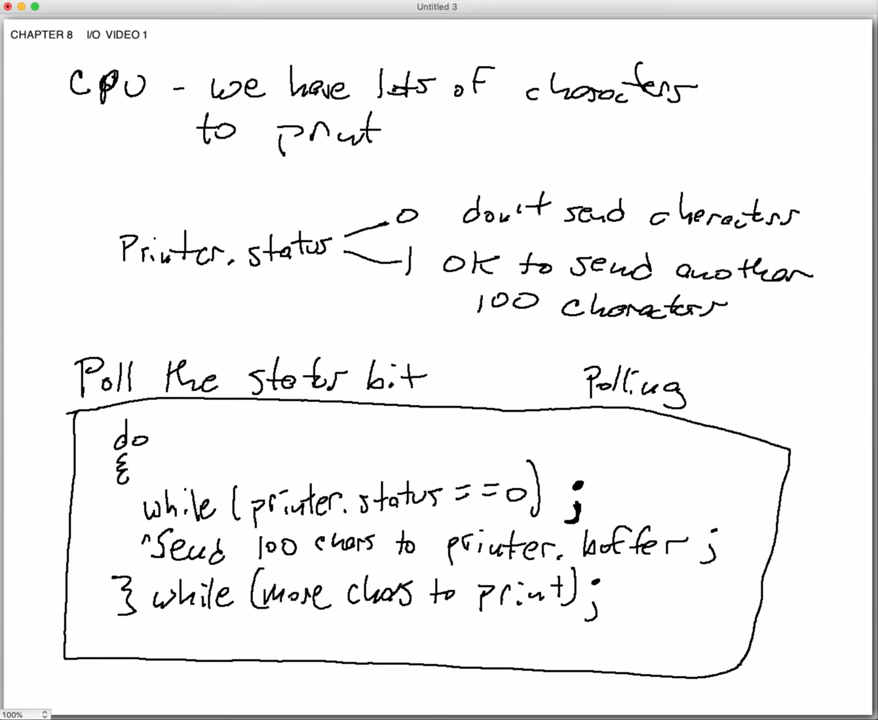 Untitled 3
CHAPTER 8 I/O VIDEO 1
CPU - we have lots of characters
to print
0 don't send characters
Printer.status
1 OK to send another
100 characters
Poll the status bit Polling
do
{
while (printer.status == 0) ;
Send 100 chars to printer.buffer ;
} while (more chars to print);
100%